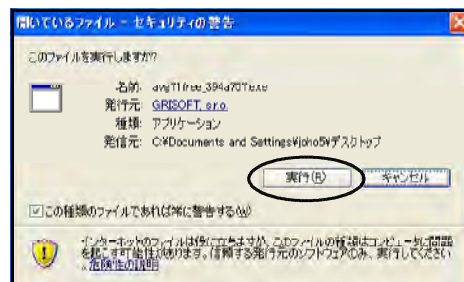 開いているファイル - セキュリティの警告
このファイルを実行しますか?
名前:
発行元: GRISOFT, s.r.o.
種類: アプリケーション
発信元: C:¥Documents and Settings¥joho5¥デスクトップ
実行(R) キャンセル
この種類のファイルであれば常に警告する(W)
インターネットのファイルは役に立ちますが、このファイルの種類はコンピュータに問題
を起こす可能性があります。信頼する発行元のソフトウェアのみ、実行してください
。危険性の説明